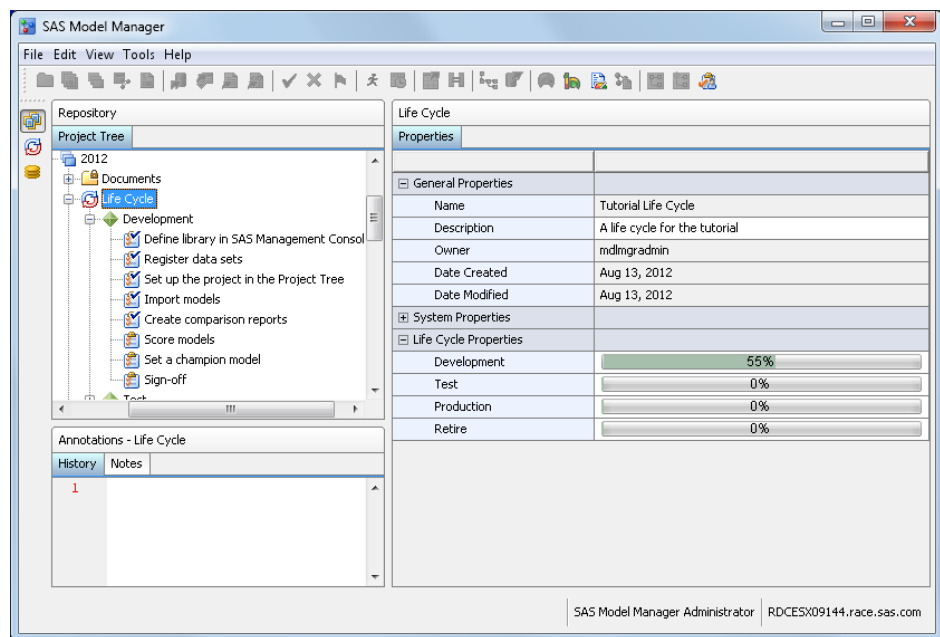 SAS Model Manager
File Edit View Tools Help
Repository
Project Tree
2012
Documents
Life Cycle
Development
Define library in SAS Management Consol
Register data sets
Set up the project in the Project Tree
Import models
Create comparison reports
Score models
Set a champion model
Sign-off
Test
Annotations - Life Cycle
History Notes
1
Life Cycle
Properties
General Properties
Name Tutorial Life Cycle
Description A life cycle for the tutorial
Owner mdlmgradmin
Date Created Aug 13, 2012
Date Modified Aug 13, 2012
System Properties
Life Cycle Properties
Development 55%
Test 0%
Production 0%
Retire 0%
SAS Model Manager Administrator RDCESX09144.race.sas.com